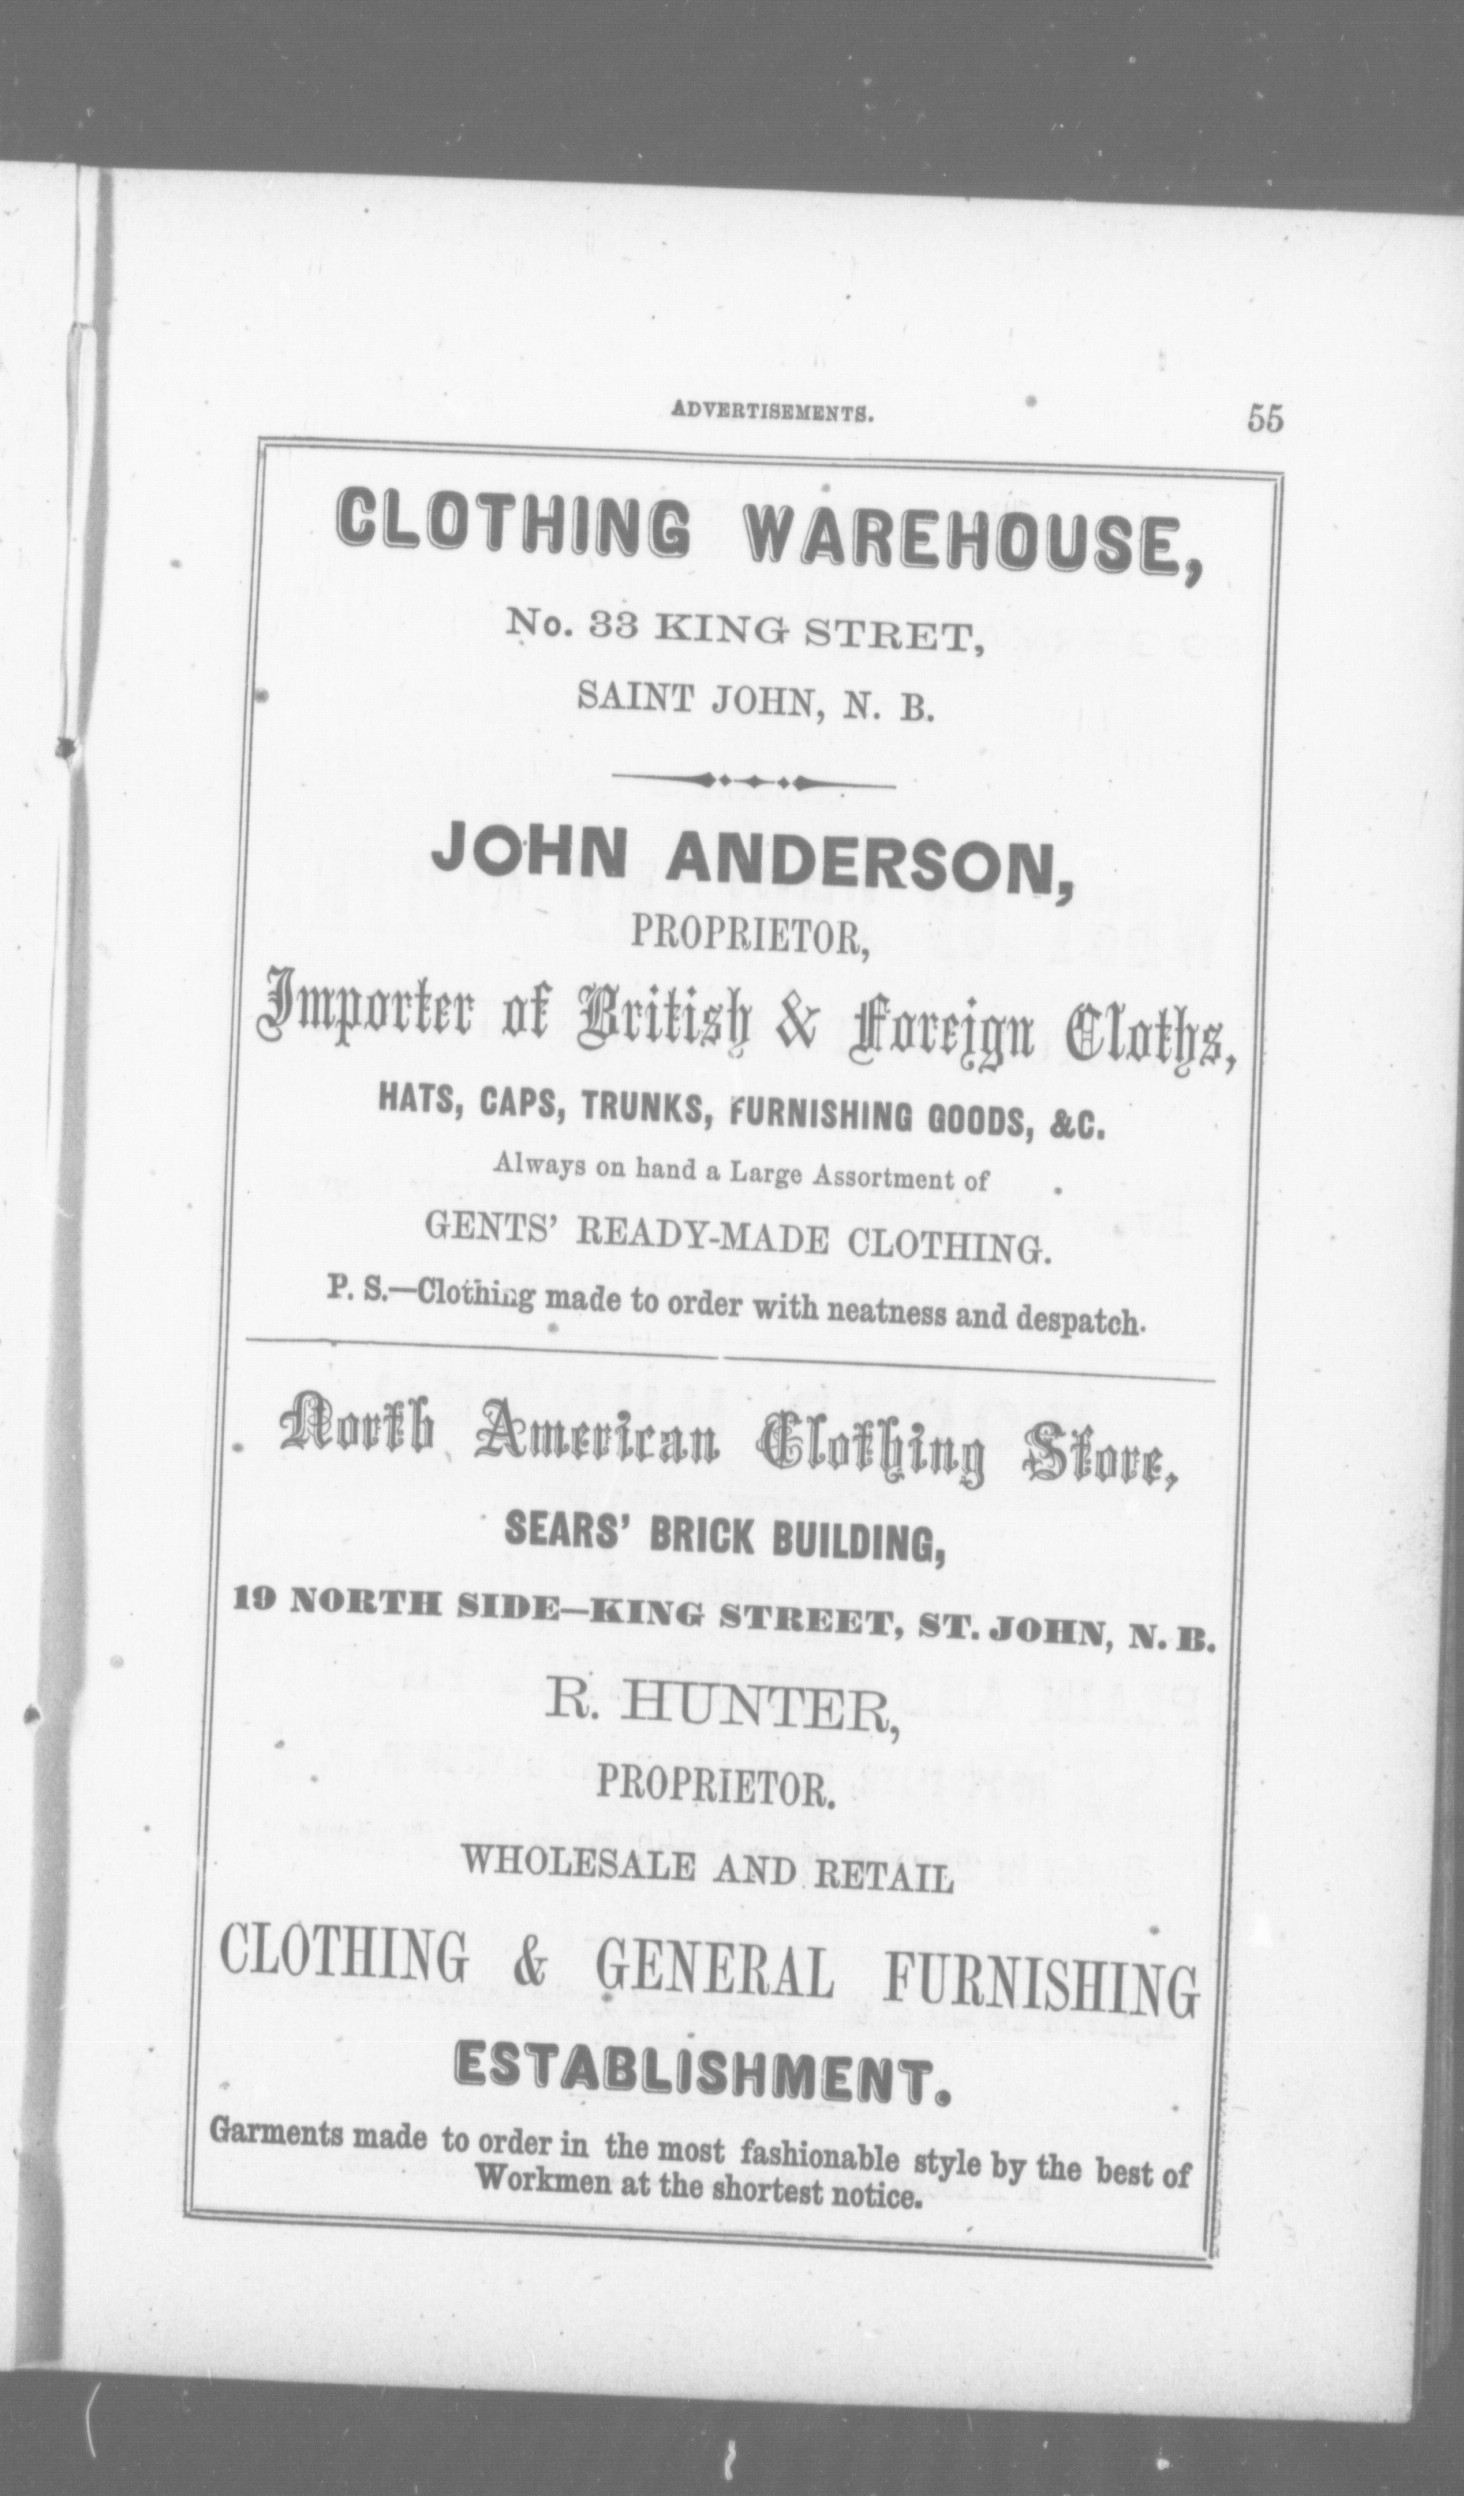 ADVERTISEMENTS. 55
CLOTHING WAREHOUSE,
No. 33 KING STRET,
SAINT JOHN, N. B.
JOHN ANDERSON,
PROPRIETOR,
Importer of British & Foreign Cloths,
HATS, CAPS, TRUNKS, FURNISHING GOODS, &C.
Always on hand a Large Assortment of
GENTS' READY-MADE CLOTHING.
P. S.—Clothing made to order with neatness and despatch.
North American Clothing Store,
SEARS' BRICK BUILDING,
19 NORTH SIDE—KING STREET, ST. JOHN, N. B.
R. HUNTER,
PROPRIETOR.
WHOLESALE AND RETAIL
CLOTHING & GENERAL FURNISHING
ESTABLISHMENT.
Garments made to order in the most fashionable style by the best of
Workmen at the shortest notice.